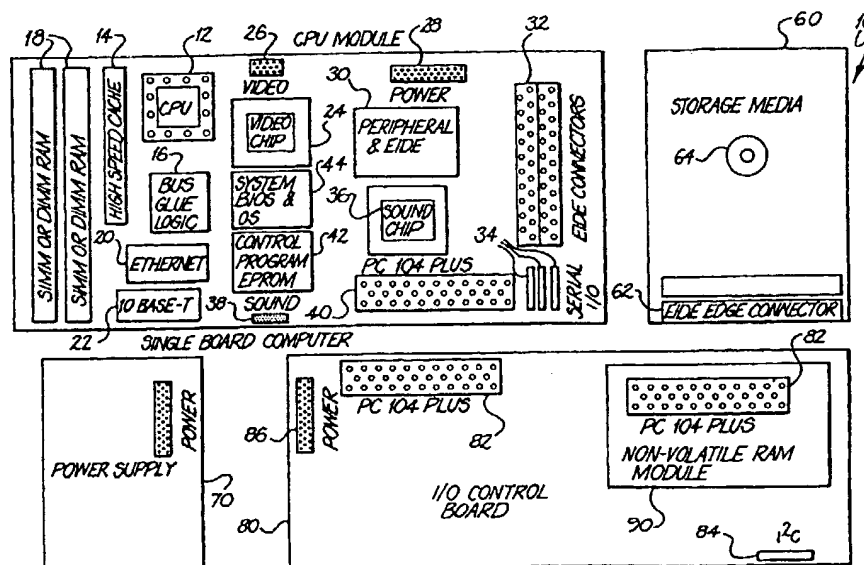 CPU MODULE
18
14
12
26
28
32
60
10
SIMM OR DIMM RAM
SIMM OR DIMM RAM
HIGH SPEED CACHE
CPU
VIDEO
POWER
30
VIDEO
CHIP
24
PERIPHERAL
& EIDE
EIDE CONNECTORS
STORAGE MEDIA
64
16
BUS
GLUE
LOGIC
SYSTEM
BIOS &
OS
44
36
SOUND
CHIP
20
ETHERNET
CONTROL
PROGRAM
EPROM
42
34
PC 104 PLUS
SERIAL
I/O
10 BASE-T
22
SOUND
38
40
62
EIDE EDGE CONNECTOR
SINGLE BOARD COMPUTER
POWER
POWER SUPPLY
70
86
POWER
PC 104 PLUS
82
82
PC 104 PLUS
NON-VOLATILE RAM
MODULE
I/O CONTROL
BOARD
80
90
84
I²C